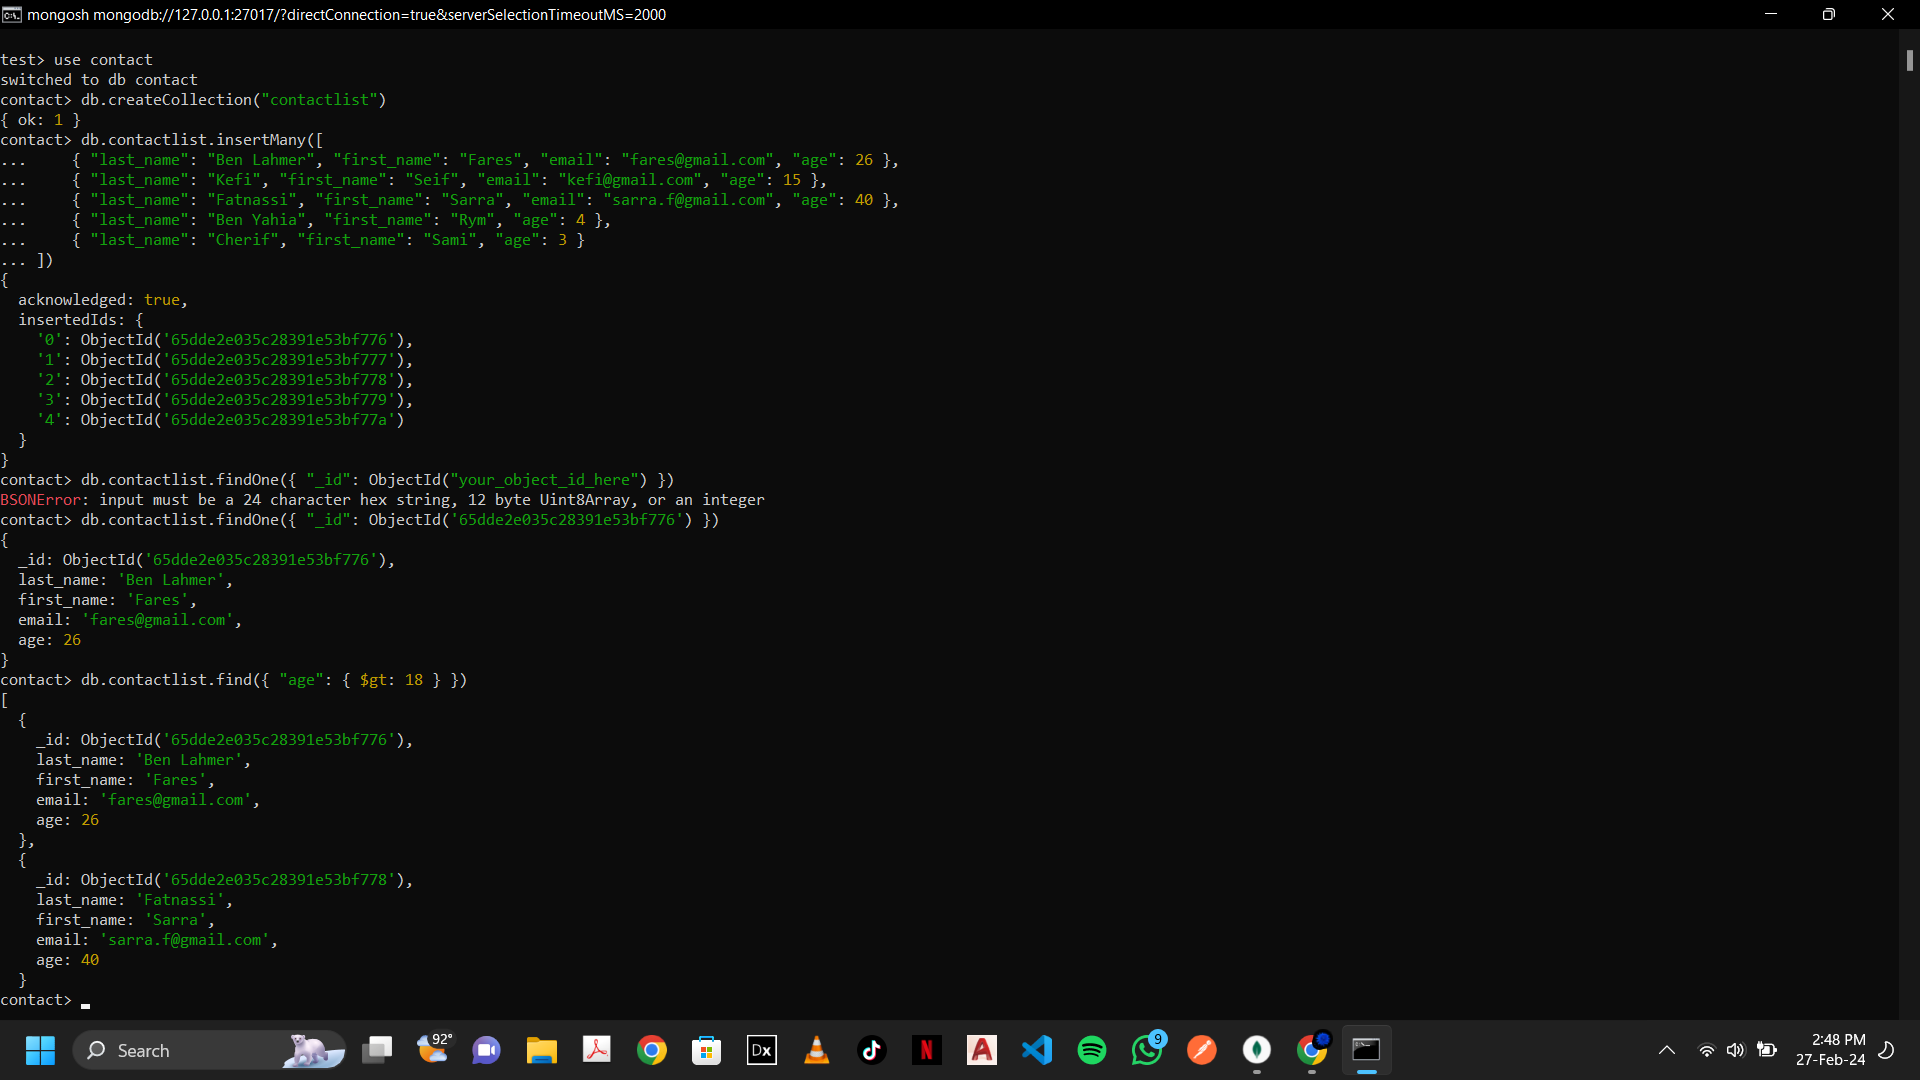 mongosh mongodb://127.0.0.1:27017/?directConnection=true&serverSelectionTimeoutMS=2000
test> use contact
switched to db contact
contact> db.createCollection("contactlist")
{ ok: 1 }
contact> db.contactlist.insertMany([
...     { "last_name": "Ben Lahmer", "first_name": "Fares", "email": "fares@gmail.com", "age": 26 },
...     { "last_name": "Kefi", "first_name": "Seif", "email": "kefi@gmail.com", "age": 15 },
...     { "last_name": "Fatnassi", "first_name": "Sarra", "email": "sarra.f@gmail.com", "age": 40 },
...     { "last_name": "Ben Yahia", "first_name": "Rym", "age": 4 },
...     { "last_name": "Cherif", "first_name": "Sami", "age": 3 }
... ])
{
  acknowledged: true,
  insertedIds: {
    '0': ObjectId('65dde2e035c28391e53bf776'),
    '1': ObjectId('65dde2e035c28391e53bf777'),
    '2': ObjectId('65dde2e035c28391e53bf778'),
    '3': ObjectId('65dde2e035c28391e53bf779'),
    '4': ObjectId('65dde2e035c28391e53bf77a')
  }
}
contact> db.contactlist.findOne({ "_id": ObjectId("your_object_id_here") })
BSONError: input must be a 24 character hex string, 12 byte Uint8Array, or an integer
contact> db.contactlist.findOne({ "_id": ObjectId('65dde2e035c28391e53bf776') })
{
  _id: ObjectId('65dde2e035c28391e53bf776'),
  last_name: 'Ben Lahmer',
  first_name: 'Fares',
  email: 'fares@gmail.com',
  age: 26
}
contact> db.contactlist.find({ "age": { $gt: 18 } })
[
  {
    _id: ObjectId('65dde2e035c28391e53bf776'),
    last_name: 'Ben Lahmer',
    first_name: 'Fares',
    email: 'fares@gmail.com',
    age: 26
  },
  {
    _id: ObjectId('65dde2e035c28391e53bf778'),
    last_name: 'Fatnassi',
    first_name: 'Sarra',
    email: 'sarra.f@gmail.com',
    age: 40
  }
contact>
Search
92°
Dx
N
A
9
2:48 PM
27-Feb-24